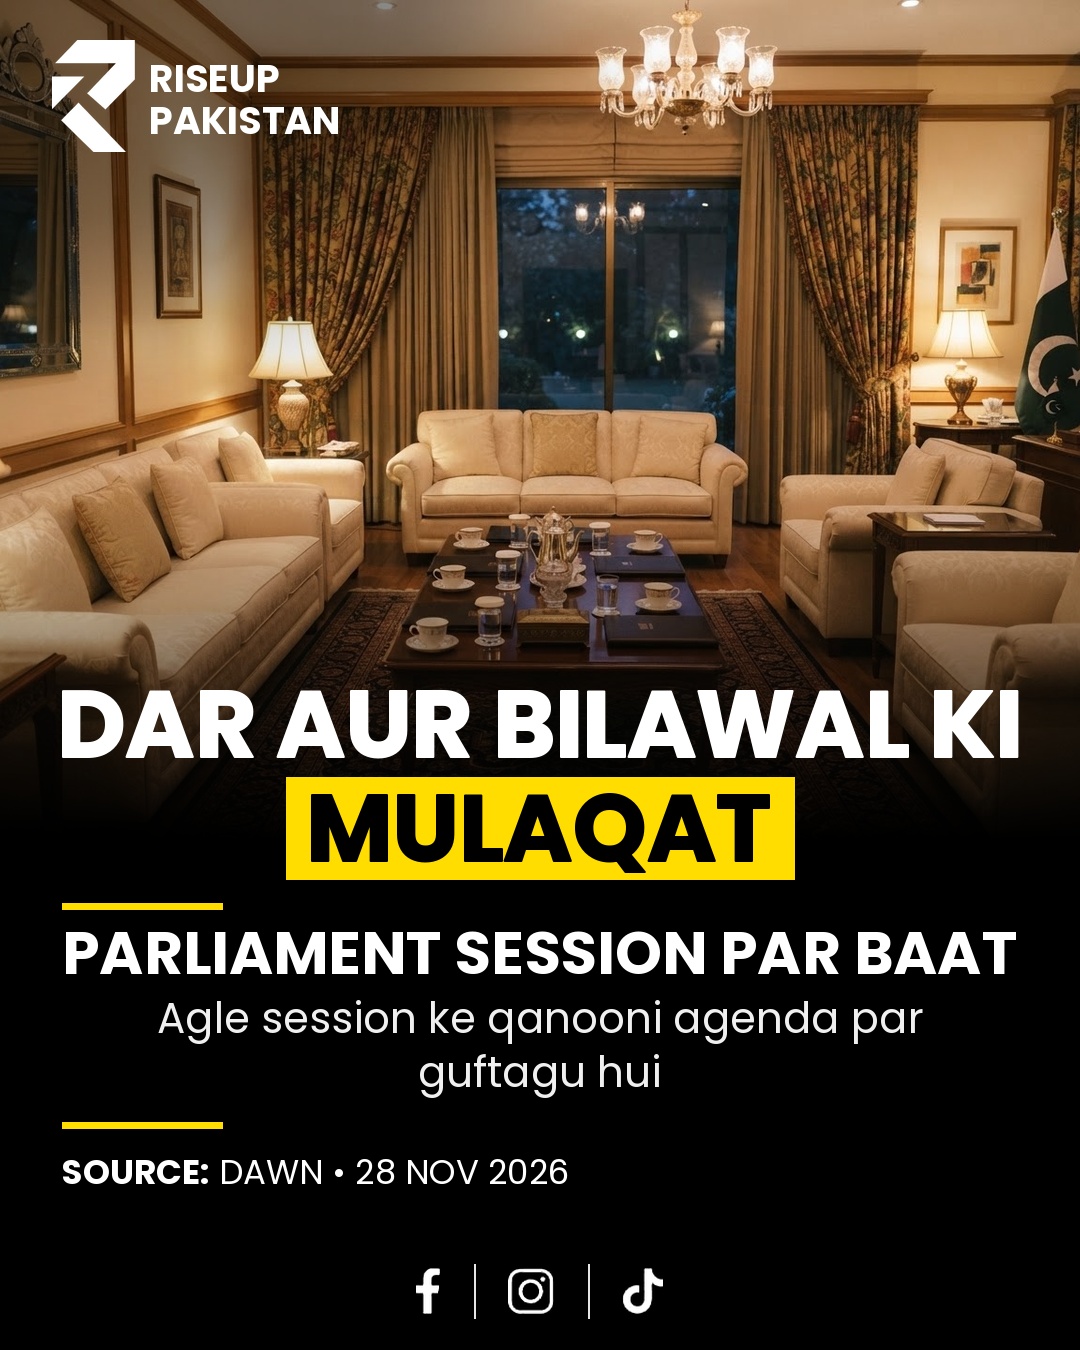 RISEUP
PAKISTAN
DAR AUR BILAWAL KI
MULAQAT
PARLIAMENT SESSION PAR BAAT
Agle session ke qanooni agenda par
guftagu hui
SOURCE: DAWN • 28 NOV 2026